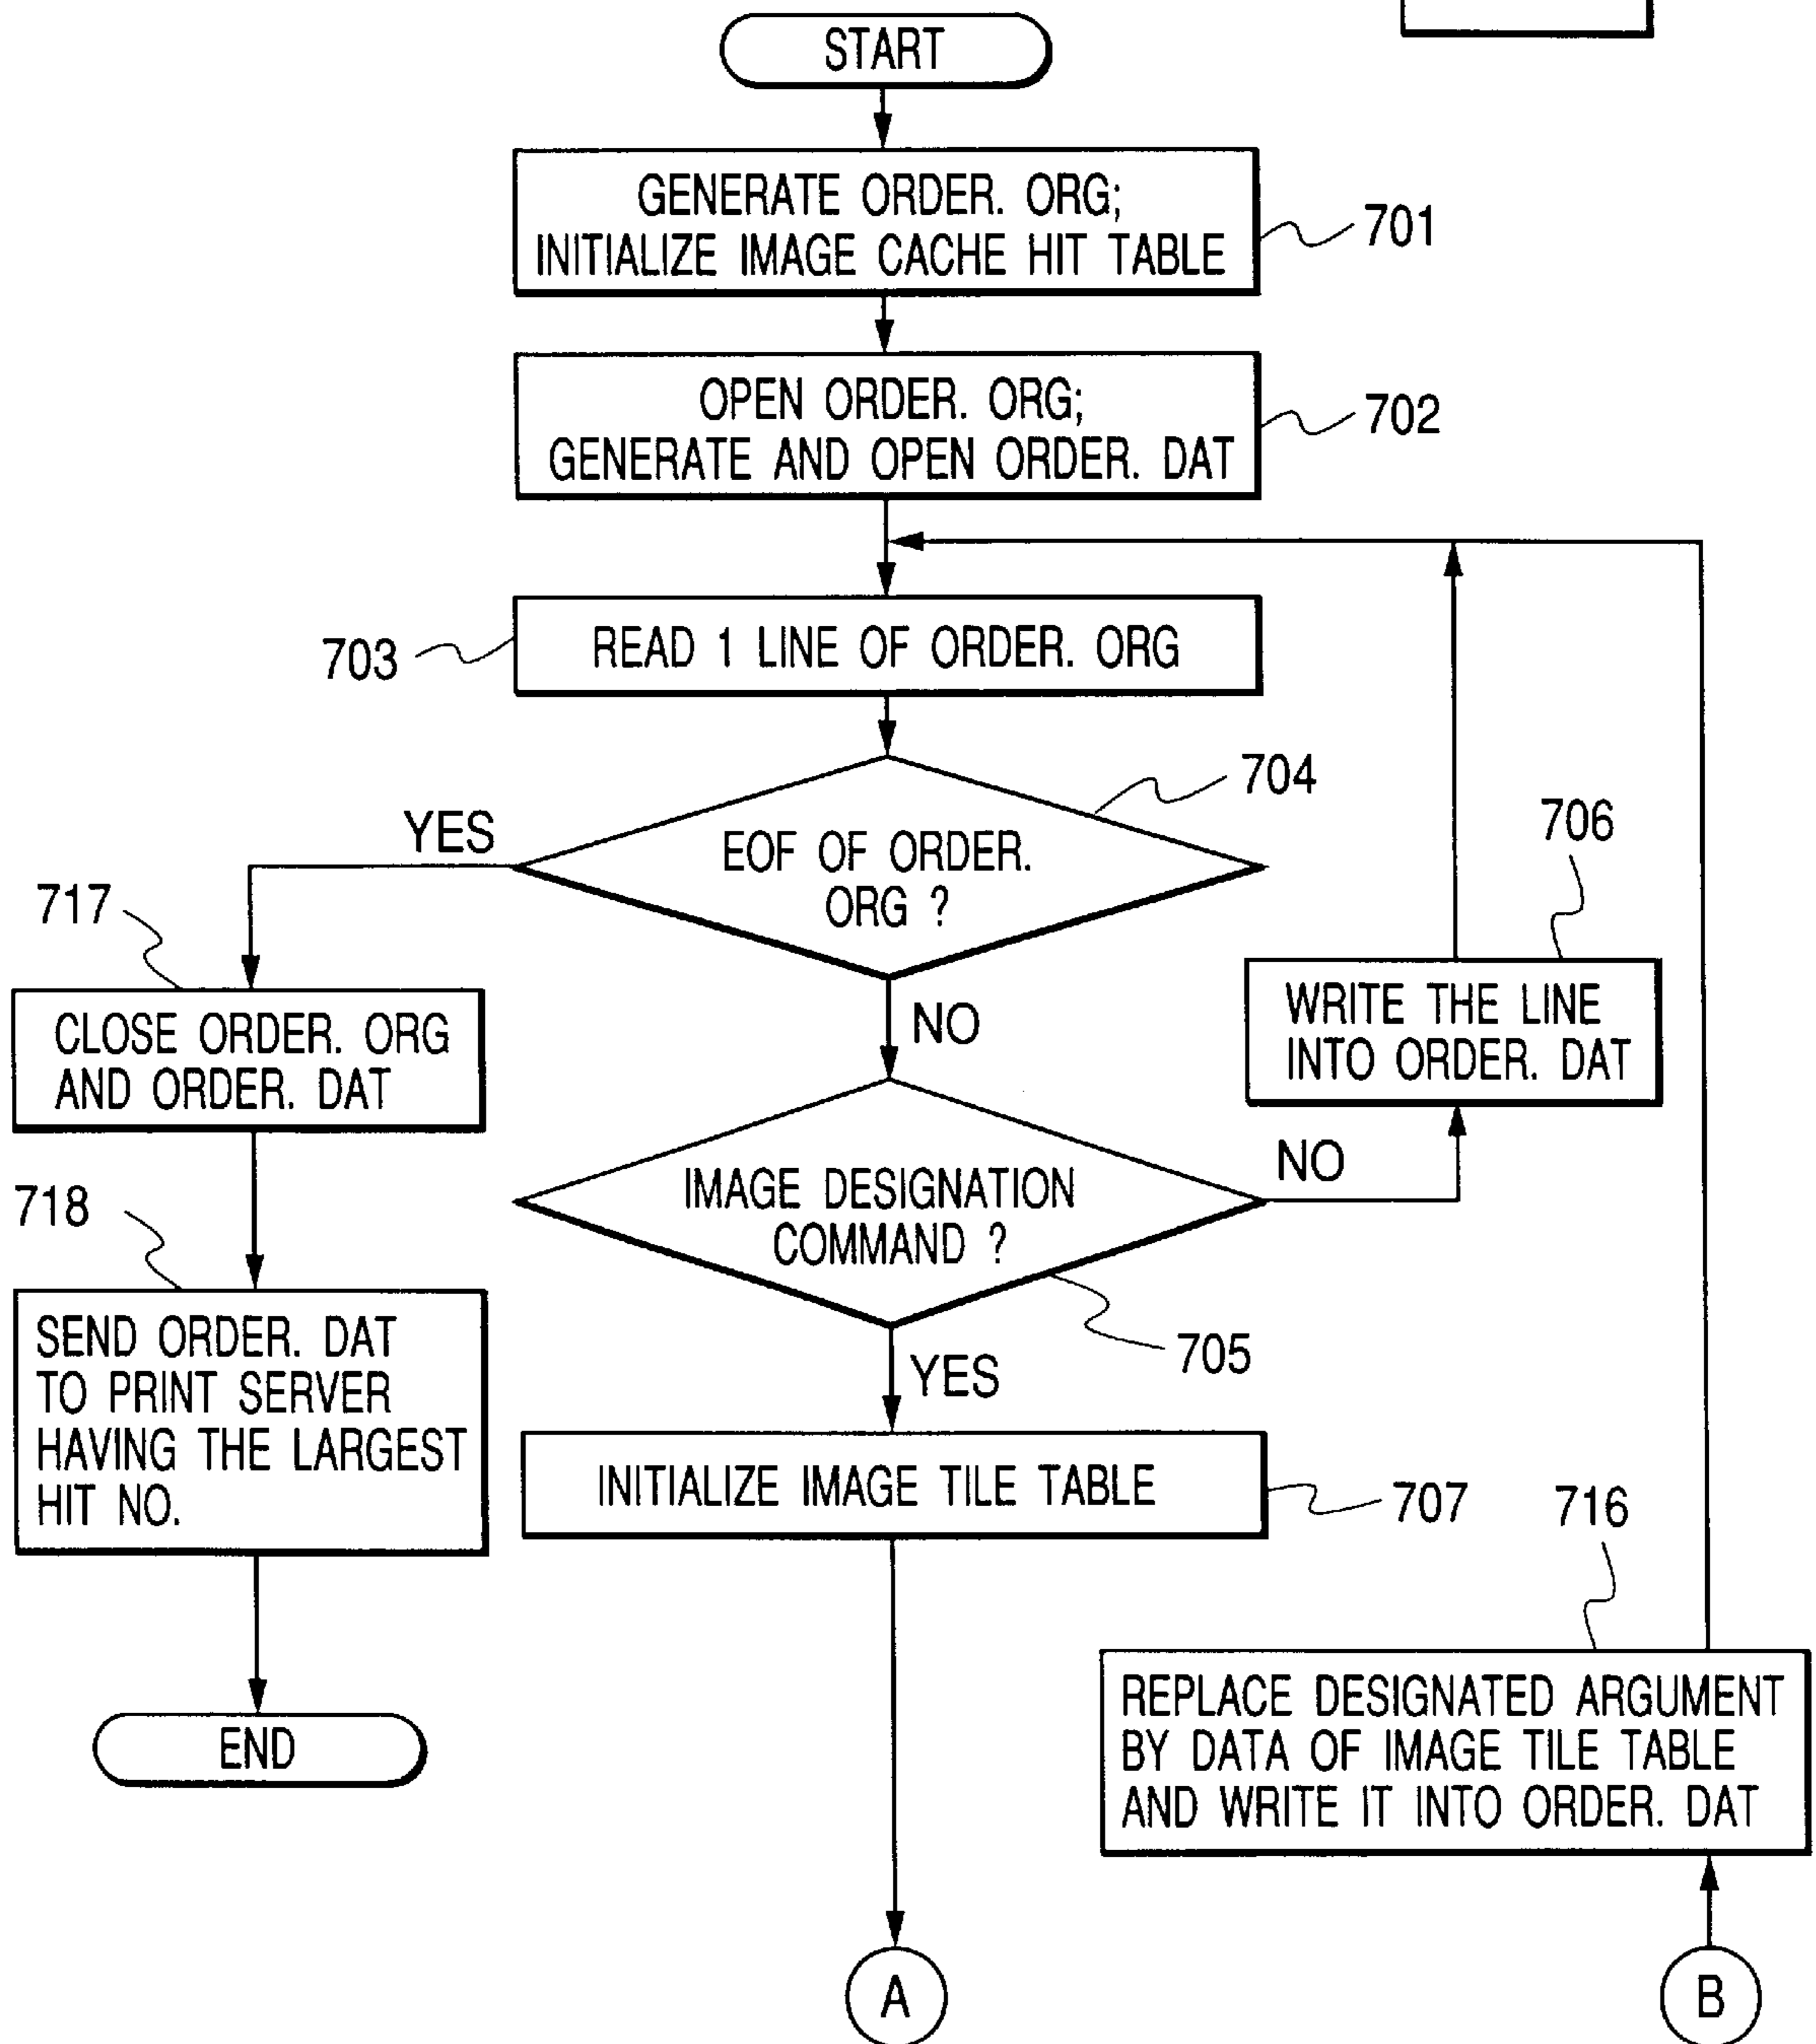 START
GENERATE ORDER. ORG;
INITIALIZE IMAGE CACHE HIT TABLE
701
OPEN ORDER. ORG;
GENERATE AND OPEN ORDER. DAT
702
703
READ 1 LINE OF ORDER. ORG
704
YES
EOF OF ORDER.
ORG ?
706
717
NO
WRITE THE LINE
INTO ORDER. DAT
CLOSE ORDER. ORG
AND ORDER. DAT
NO
IMAGE DESIGNATION
COMMAND ?
718
705
YES
SEND ORDER. DAT
TO PRINT SERVER
HAVING THE LARGEST
HIT NO.
INITIALIZE IMAGE TILE TABLE
707
716
REPLACE DESIGNATED ARGUMENT
BY DATA OF IMAGE TILE TABLE
AND WRITE IT INTO ORDER. DAT
END
A
B